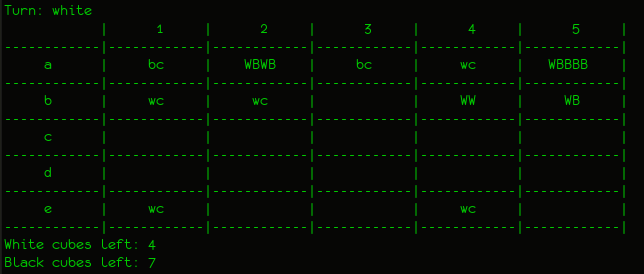 Turn: white
| 1 | 2 | 3 | 4 | 5 |
----------|---------|---------|---------|---------|---------|
a | bc | WBWB | bc | wc | WBBBB |
----------|---------|---------|---------|---------|---------|
b | wc | wc | | WW | WB |
----------|---------|---------|---------|---------|---------|
c | | | | | |
----------|---------|---------|---------|---------|---------|
d | | | | | |
----------|---------|---------|---------|---------|---------|
e | wc | | | wc | |
----------|---------|---------|---------|---------|---------|
White cubes left: 4
Black cubes left: 7